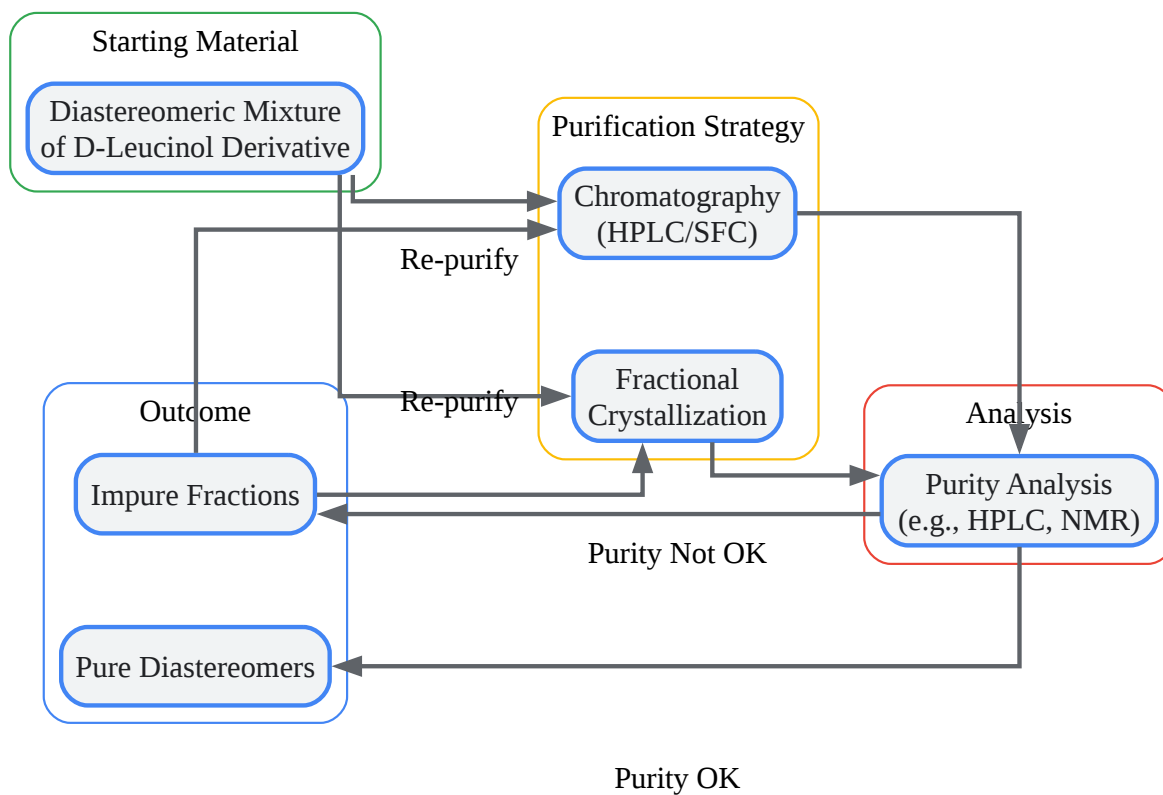 Starting Material
Diastereomeric Mixture
of D-Leucinol Derivative
Purification Strategy
Chromatography
(HPLC/SFC)
Re-purify
Fractional
Crystallization
Re-purify
Outcome
Analysis
Impure Fractions
Purity Analysis
(e.g., HPLC, NMR)
Purity Not OK
Pure Diastereomers
Purity OK